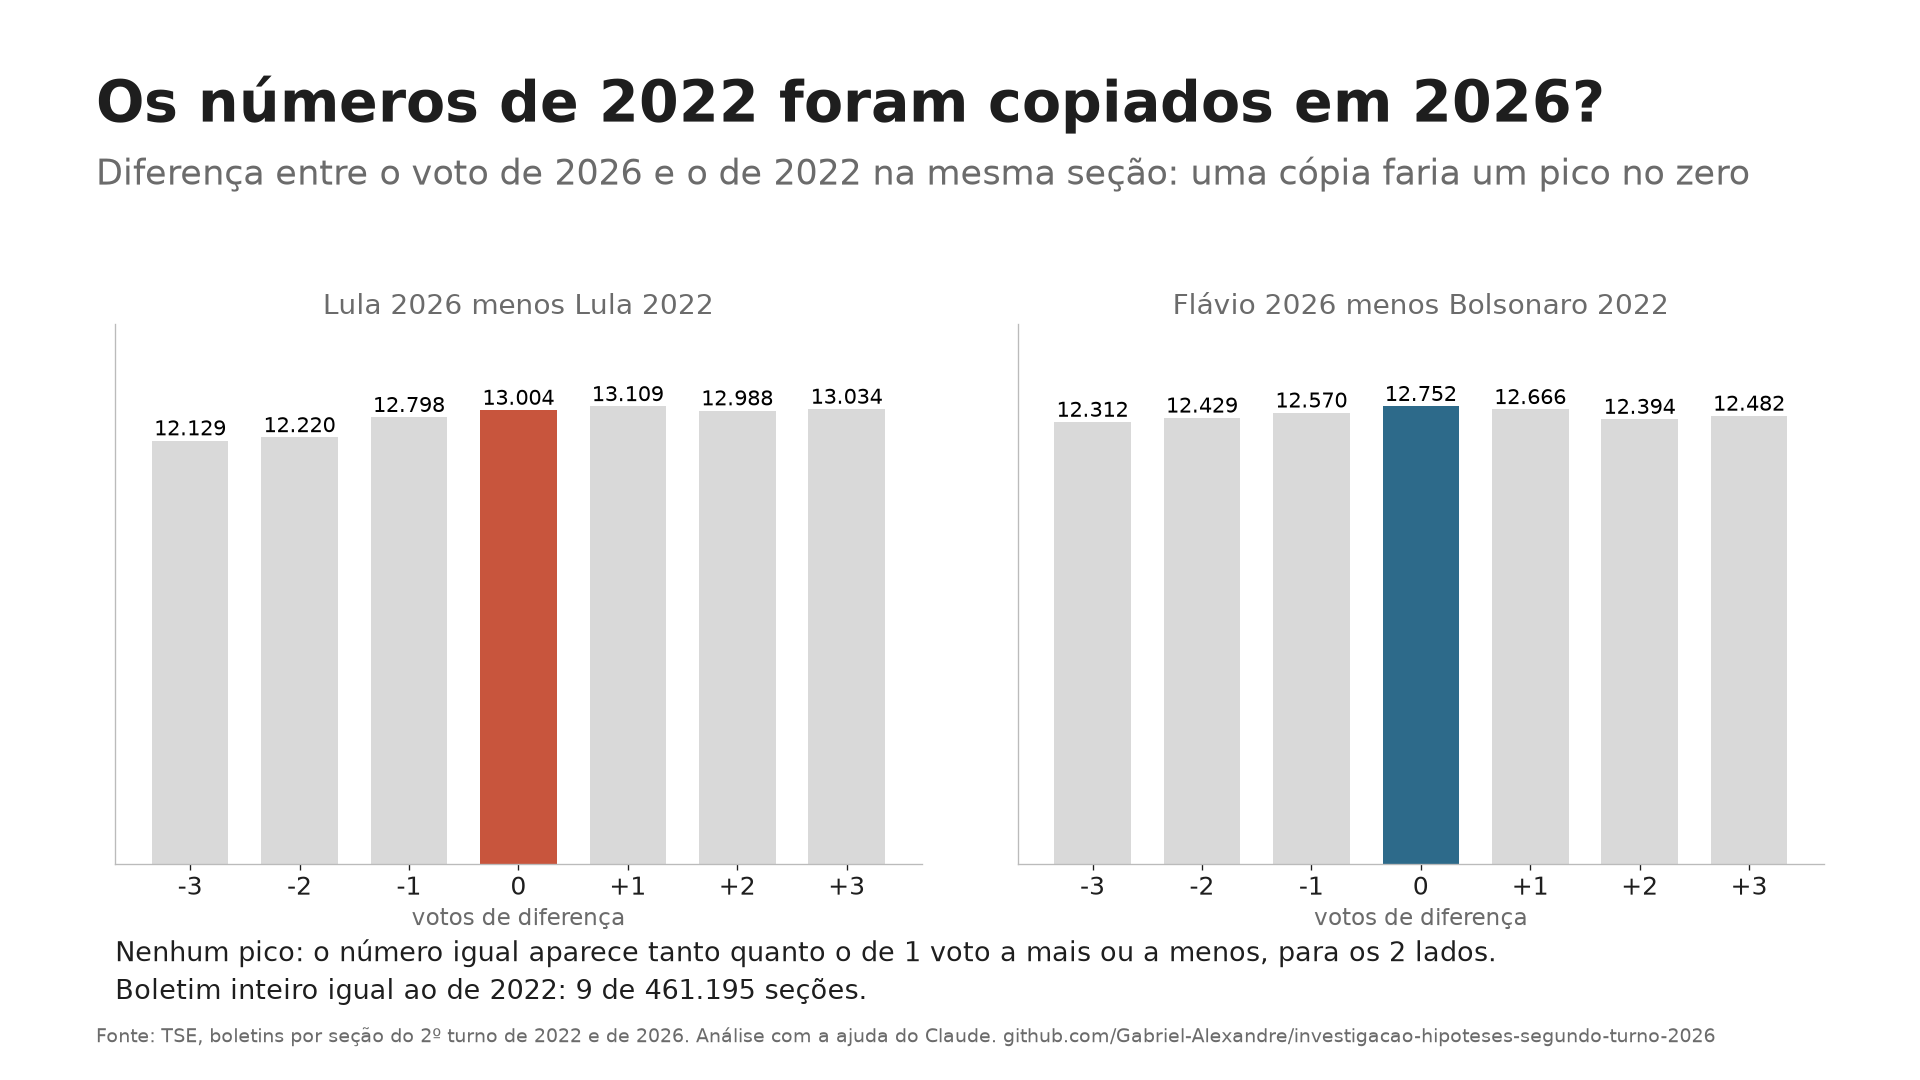 Os números de 2022 foram copiados em 2026?
Diferença entre o voto de 2026 e o de 2022 na mesma seção: uma cópia faria um pico no zero
Lula 2026 menos Lula 2022
12.129 12.220 12.798 13.004 13.109 12.988 13.034
-3 -2 -1 0 +1 +2 +3
votos de diferença
Flávio 2026 menos Bolsonaro 2022
12.312 12.429 12.570 12.752 12.666 12.394 12.482
-3 -2 -1 0 +1 +2 +3
votos de diferença
Nenhum pico: o número igual aparece tanto quanto o de 1 voto a mais ou a menos, para os 2 lados.
Boletim inteiro igual ao de 2022: 9 de 461.195 seções.
Fonte: TSE, boletins por seção do 2º turno de 2022 e de 2026. Análise com a ajuda do Claude. github.com/Gabriel-Alexandre/investigacao-hipoteses-segundo-turno-2026